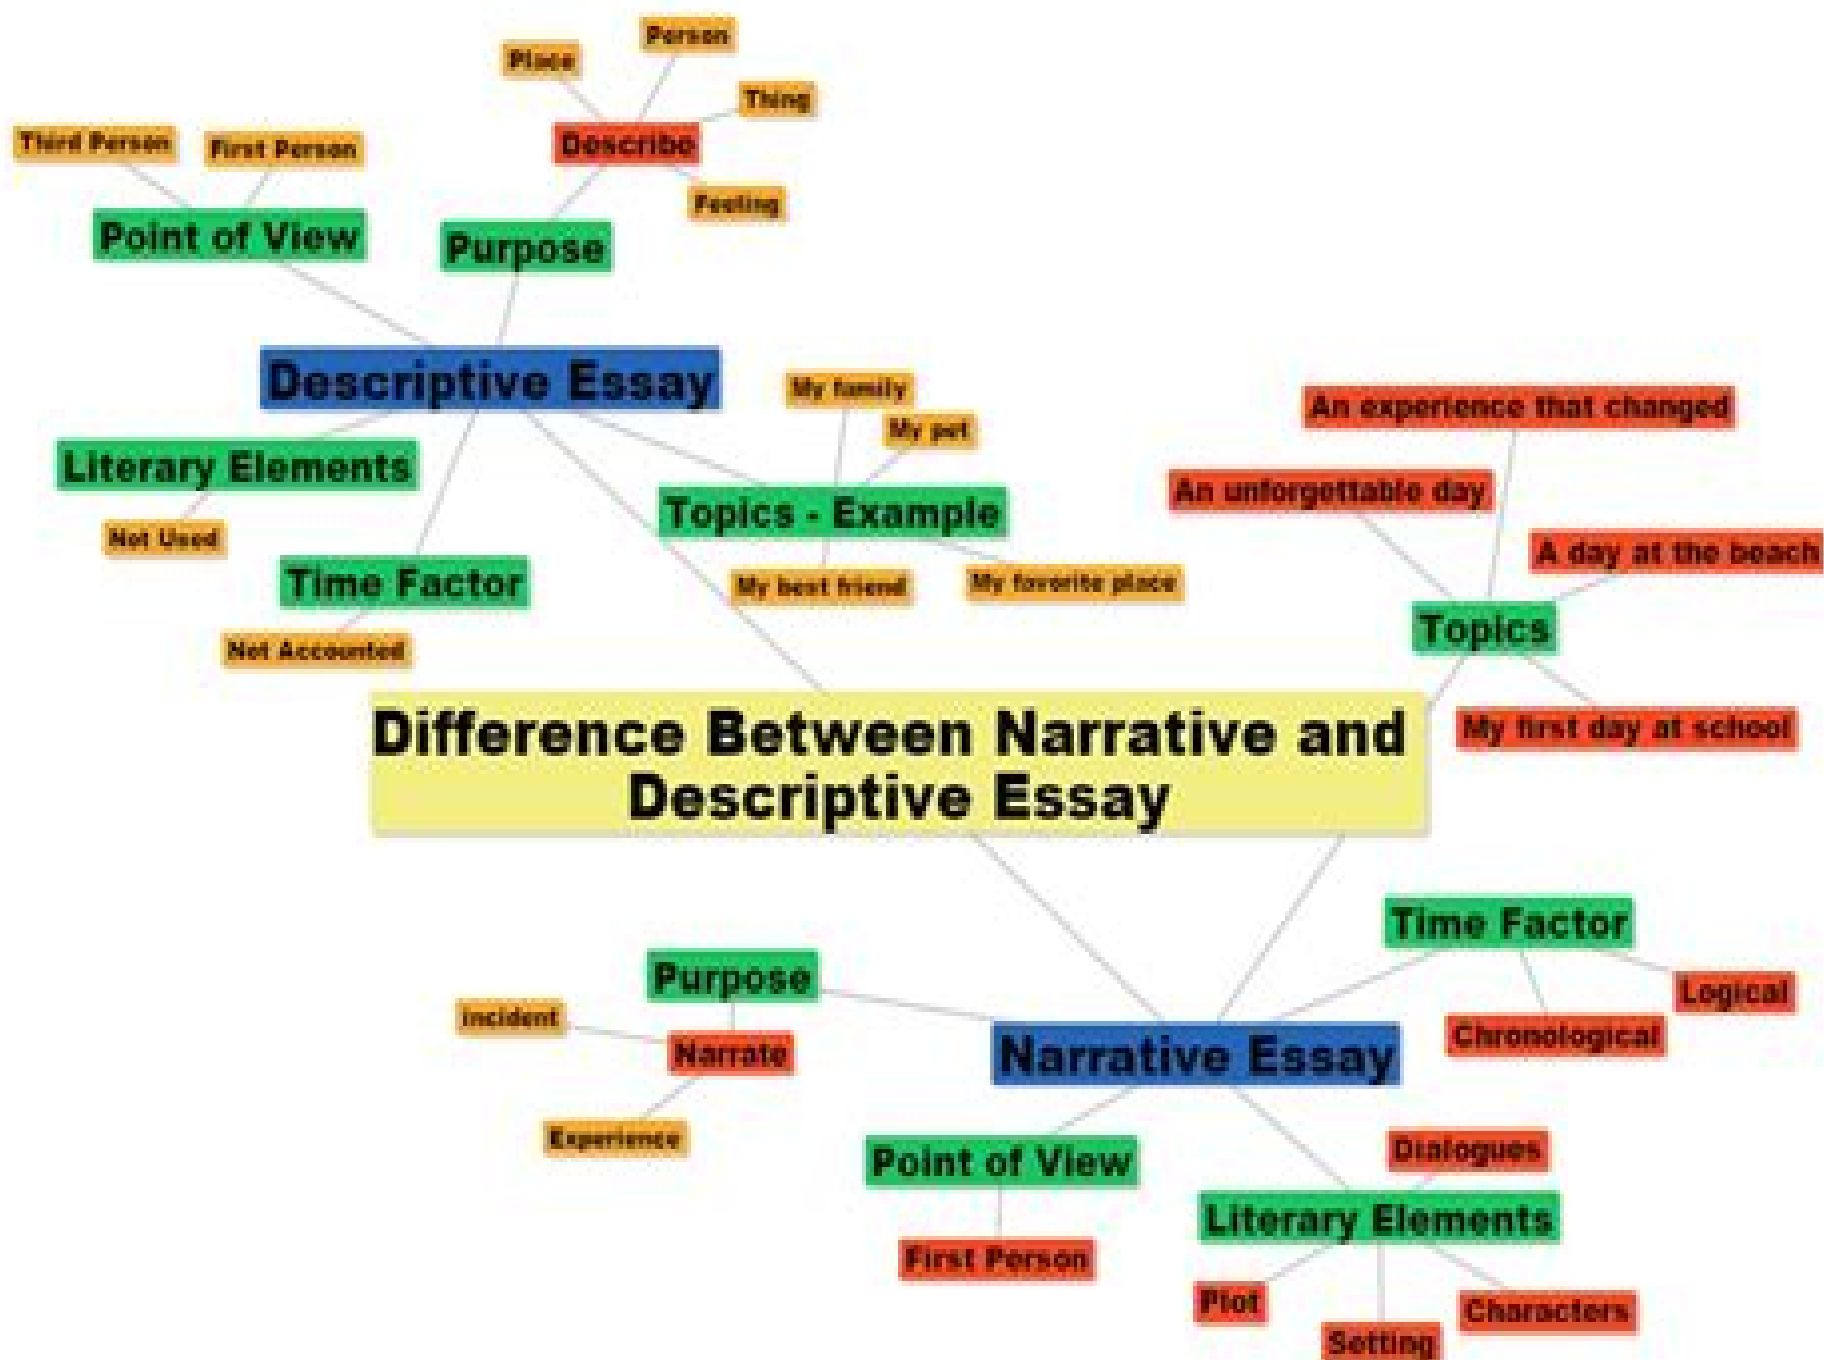 Person
Place
Thing
Describe
Feeling
Third Person
First Person
Point of View
Purpose
Descriptive Essay
Literary Elements
Not Used
Time Factor
Not Accounted
My family
My pet
Topics - Example
My best friend
My favorite place
An experience that changed
An unforgettable day
A day at the beach
Topics
My first day at school
Difference Between Narrative and
Descriptive Essay
Time Factor
Logical
Chronological
Purpose
incident
Narrate
Experience
Narrative Essay
Point of View
First Person
Dialogues
Literary Elements
Plot
Setting
Characters